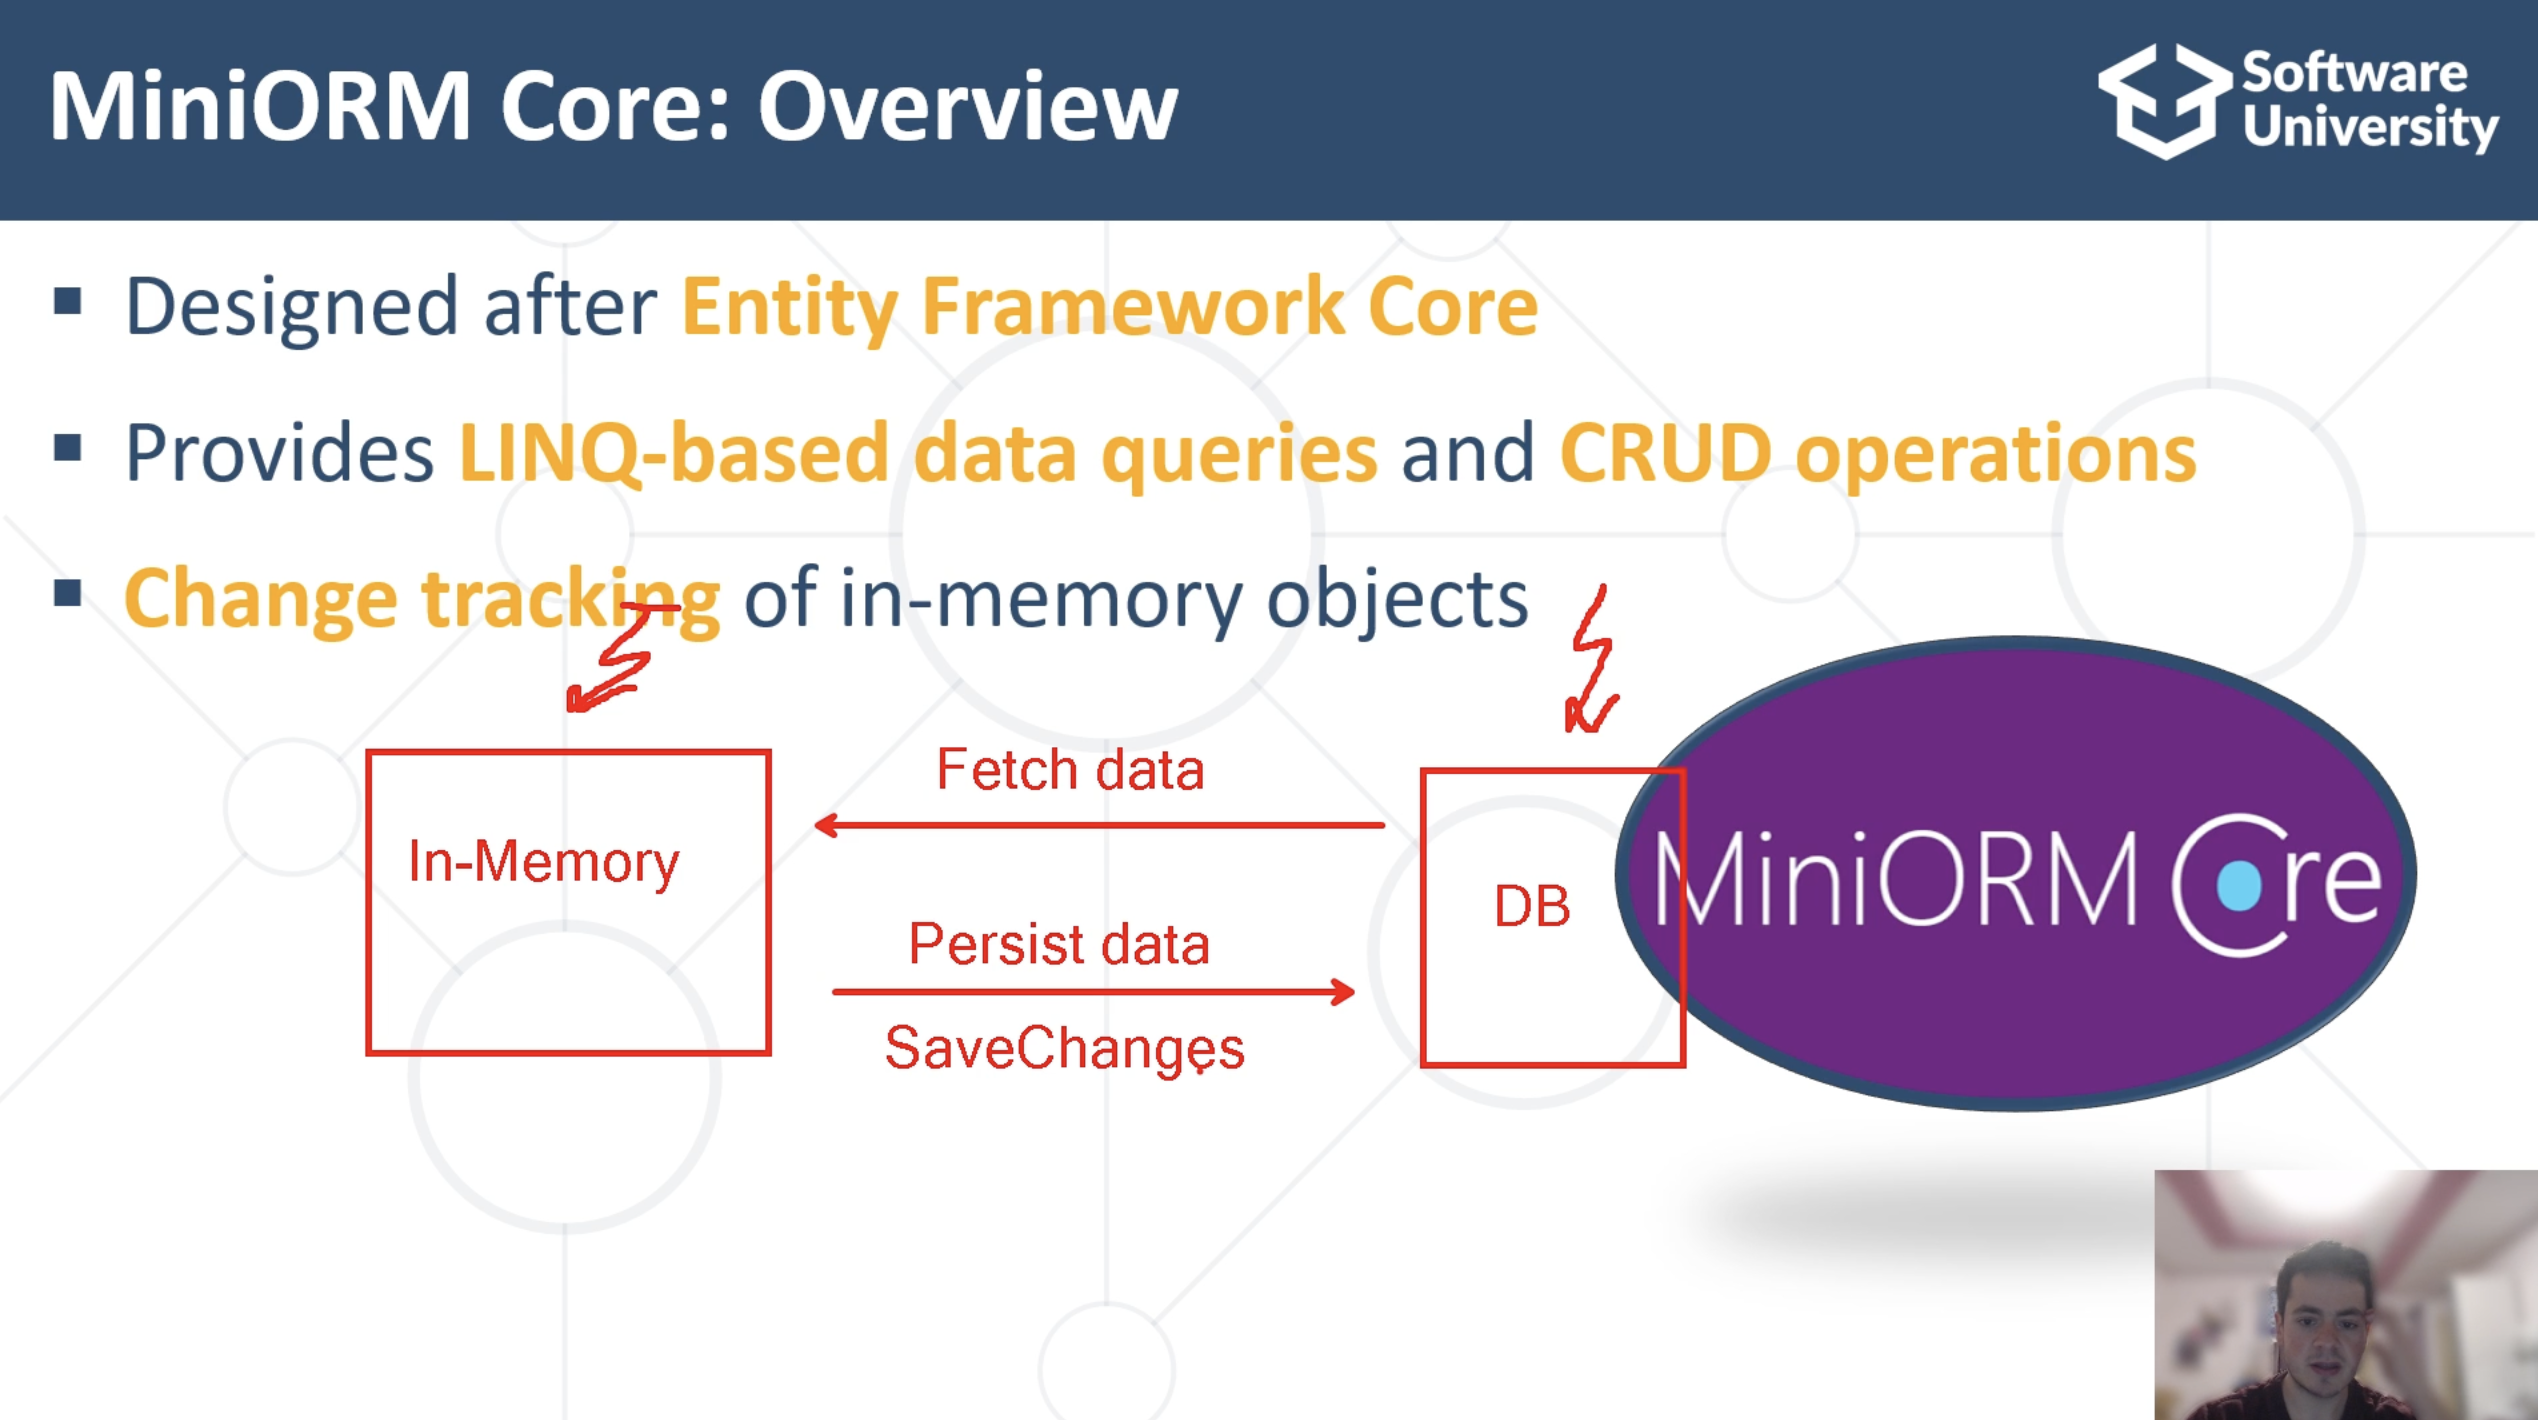 MiniORM Core: Overview
Software
University
Designed after Entity Framework Core
Provides LINQ-based data queries and CRUD operations
Change tracking of in-memory objects
Fetch data
In-Memory
DB
MiniORM Core
Persist data
SaveChanges